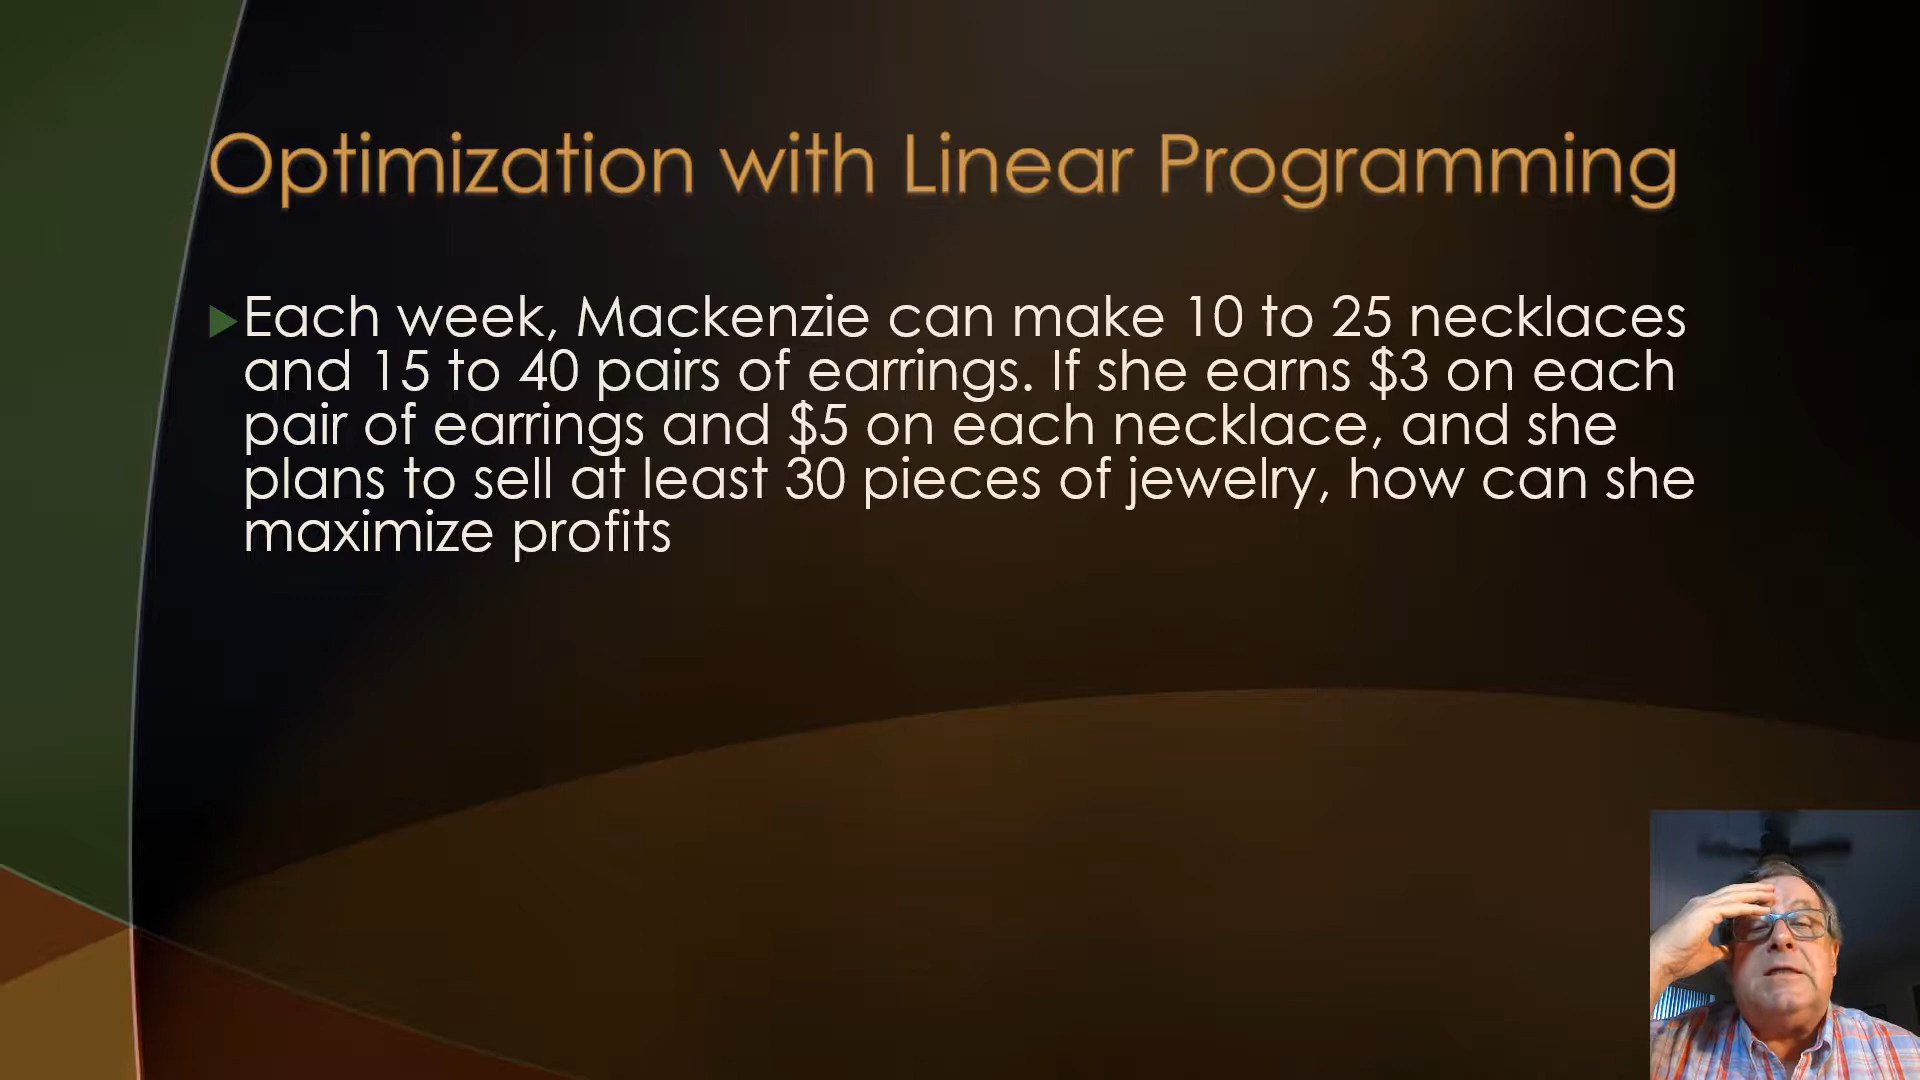 Optimization with Linear Programming
Each week, Mackenzie can make 10 to 25 necklaces
and 15 to 40 pairs of earrings. If she earns $3 on each
pair of earrings and $5 on each necklace, and she
plans to sell at least 30 pieces of jewelry, how can she
maximize profits